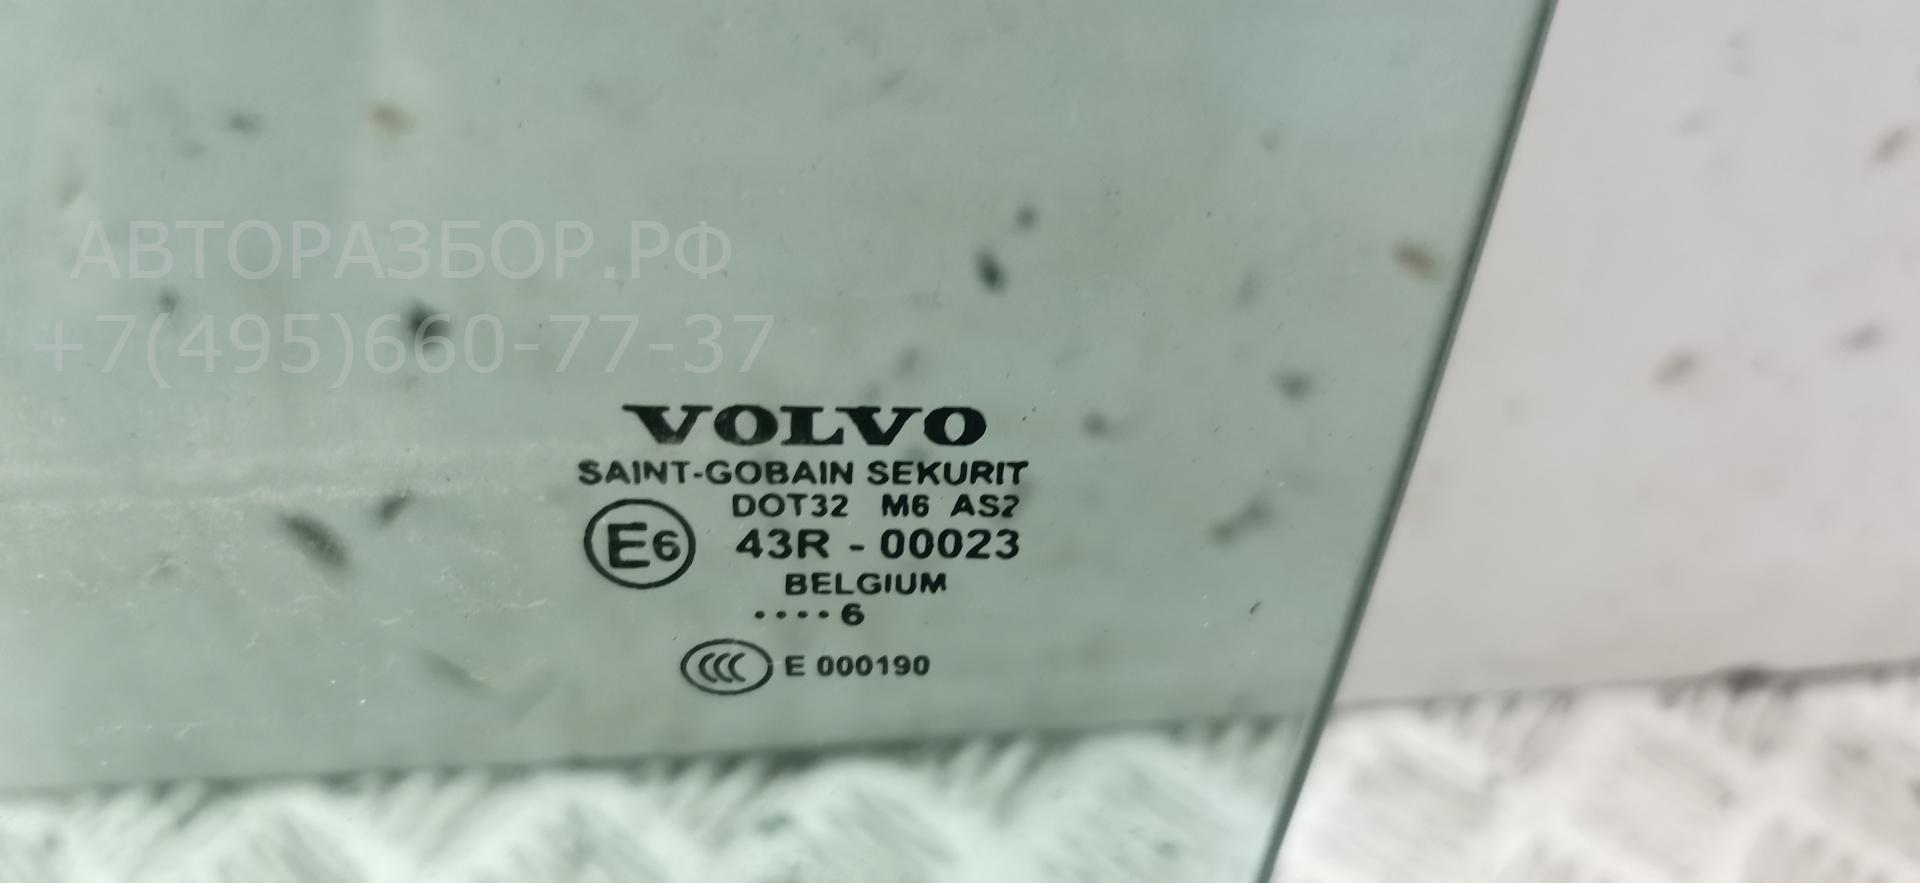 АВТОРАЗБОР.РФ
+7(495)660-77-37
VOLVO
SAINT-GOBAIN SEKURIT
DOT32 M6 AS2
E6 43R - 00023
BELGIUM
····6
CCC E 000190